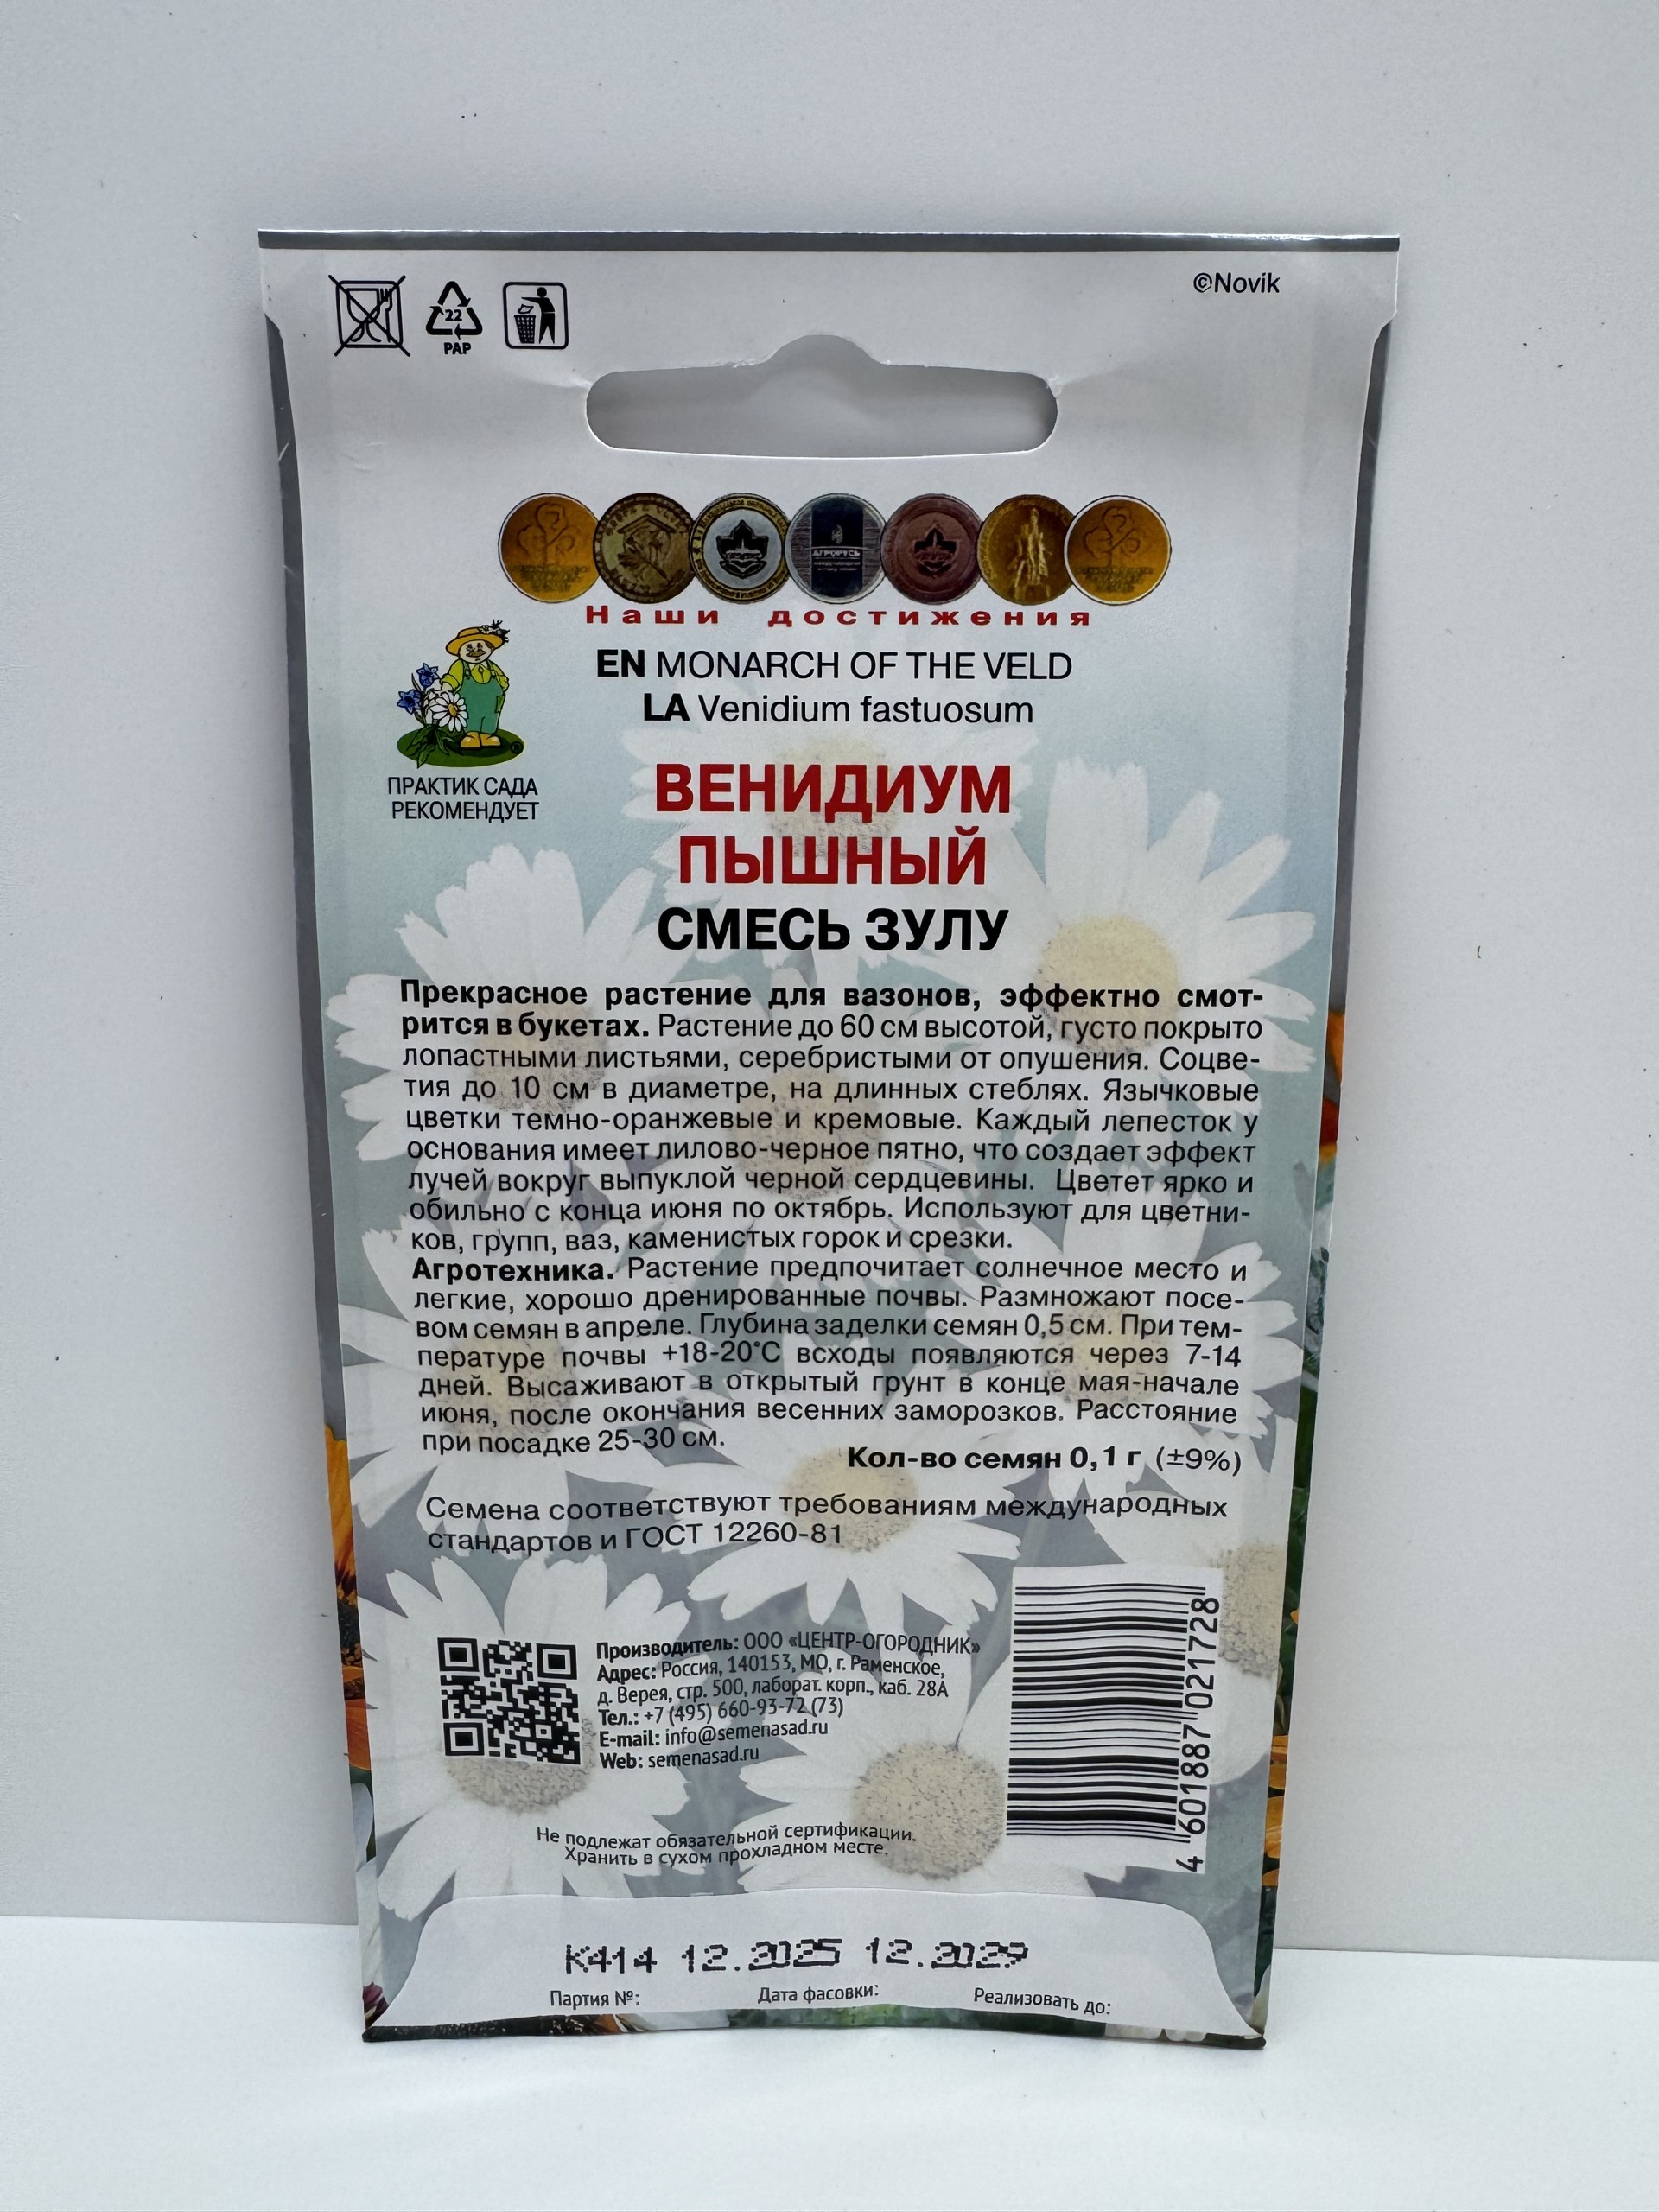 ©Novik
22
PAP
АГРОРУСЬ
Наши достижения
EN MONARCH OF THE VELD
LA Venidium fastuosum
ПРАКТИК САДА
РЕКОМЕНДУЕТ
ВЕНИДИУМ
ПЫШНЫЙ
СМЕСЬ ЗУЛУ
Прекрасное растение для вазонов, эффектно смот-
рится в букетах. Растение до 60 см высотой, густо покрыто
лопастными листьями, серебристыми от опушения. Соцве-
тия до 10 см в диаметре, на длинных стеблях. Язычковые
цветки темно-оранжевые и кремовые. Каждый лепесток у
основания имеет лилово-черное пятно, что создает эффект
лучей вокруг выпуклой черной сердцевины. Цветет ярко и
обильно с конца июня по октябрь. Используют для цветни-
ков, групп, ваз, каменистых горок и срезки.
Агротехника. Растение предпочитает солнечное место и
легкие, хорошо дренированные почвы. Размножают посе-
вом семян в апреле. Глубина заделки семян 0,5 см. При тем-
пературе почвы +18-20°С всходы появляются через 7-14
дней. Высаживают в открытый грунт в конце мая-начале
июня, после окончания весенних заморозков. Расстояние
при посадке 25-30 см.
Кол-во семян 0,1 г (±9%)
Семена соответствуют требованиям международных
стандартов и ГОСТ 12260-81
Производитель: ООО «ЦЕНТР-ОГОРОДНИК»
Адрес: Россия, 140153, МО, г. Раменское,
д. Верея, стр. 500, лаборат. корп., каб. 28А
Тел.: +7 (495) 660-93-72 (73)
E-mail: info@semenasad.ru
Web: semenasad.ru
4 601887 021728
Не подлежат обязательной сертификации.
Хранить в сухом прохладном месте.
К414 12.2025 12.2029
Партия №: Дата фасовки: Реализовать до: